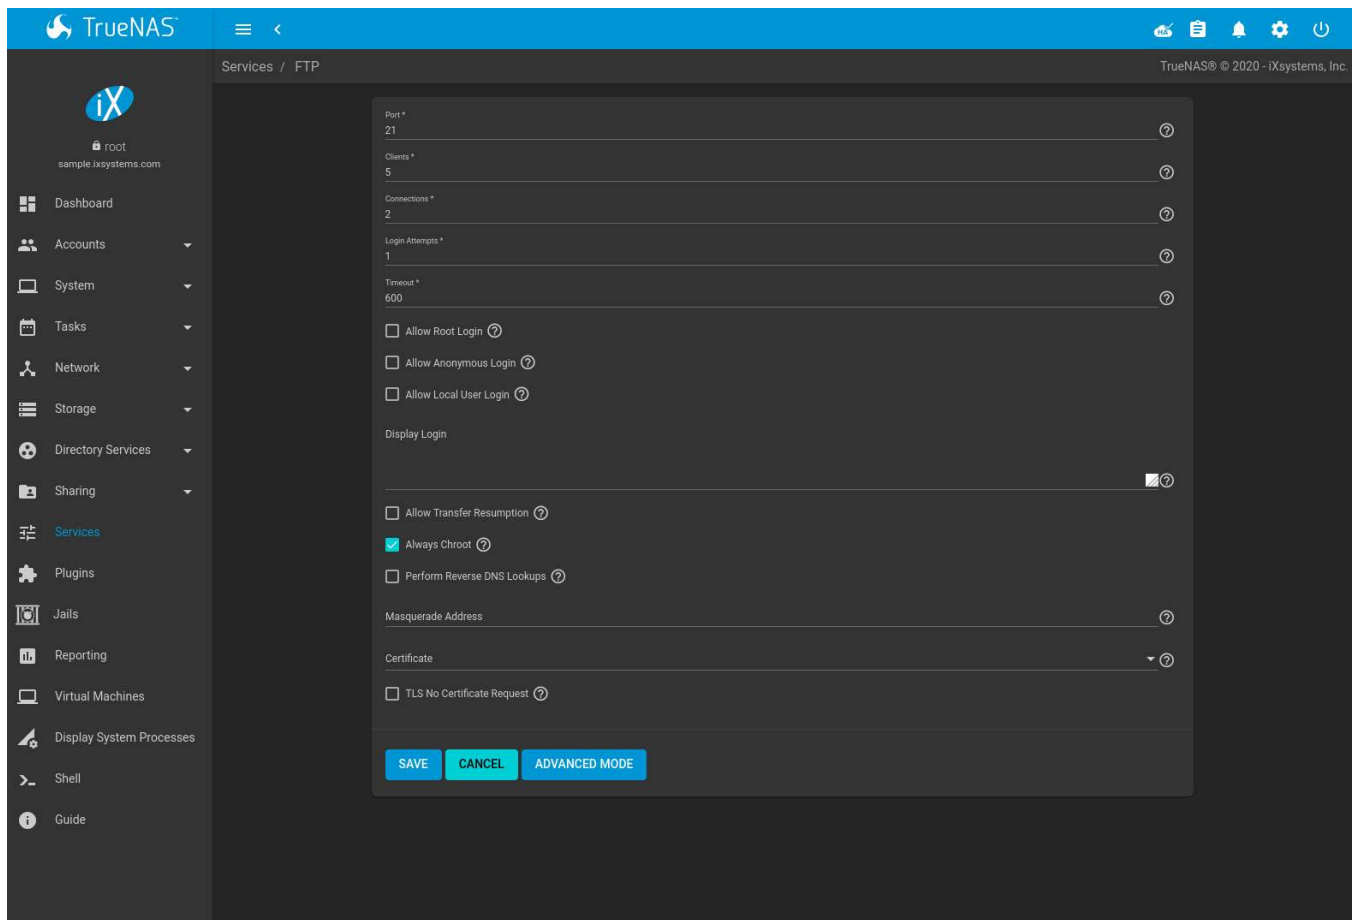 TrueNAS™
HA
Services / FTP
TrueNAS® © 2020 - iXsystems, Inc.
iX
root
sample.ixsystems.com
Dashboard
Accounts
System
Tasks
Network
Storage
Directory Services
Sharing
Services
Plugins
Jails
Reporting
Virtual Machines
Display System Processes
Shell
Guide
Port *
21
Clients *
5
Connections *
2
Login Attempts *
1
Timeout *
600
Allow Root Login
Allow Anonymous Login
Allow Local User Login
Display Login
Allow Transfer Resumption
Always Chroot
Perform Reverse DNS Lookups
Masquerade Address
Certificate
TLS No Certificate Request
SAVE CANCEL ADVANCED MODE